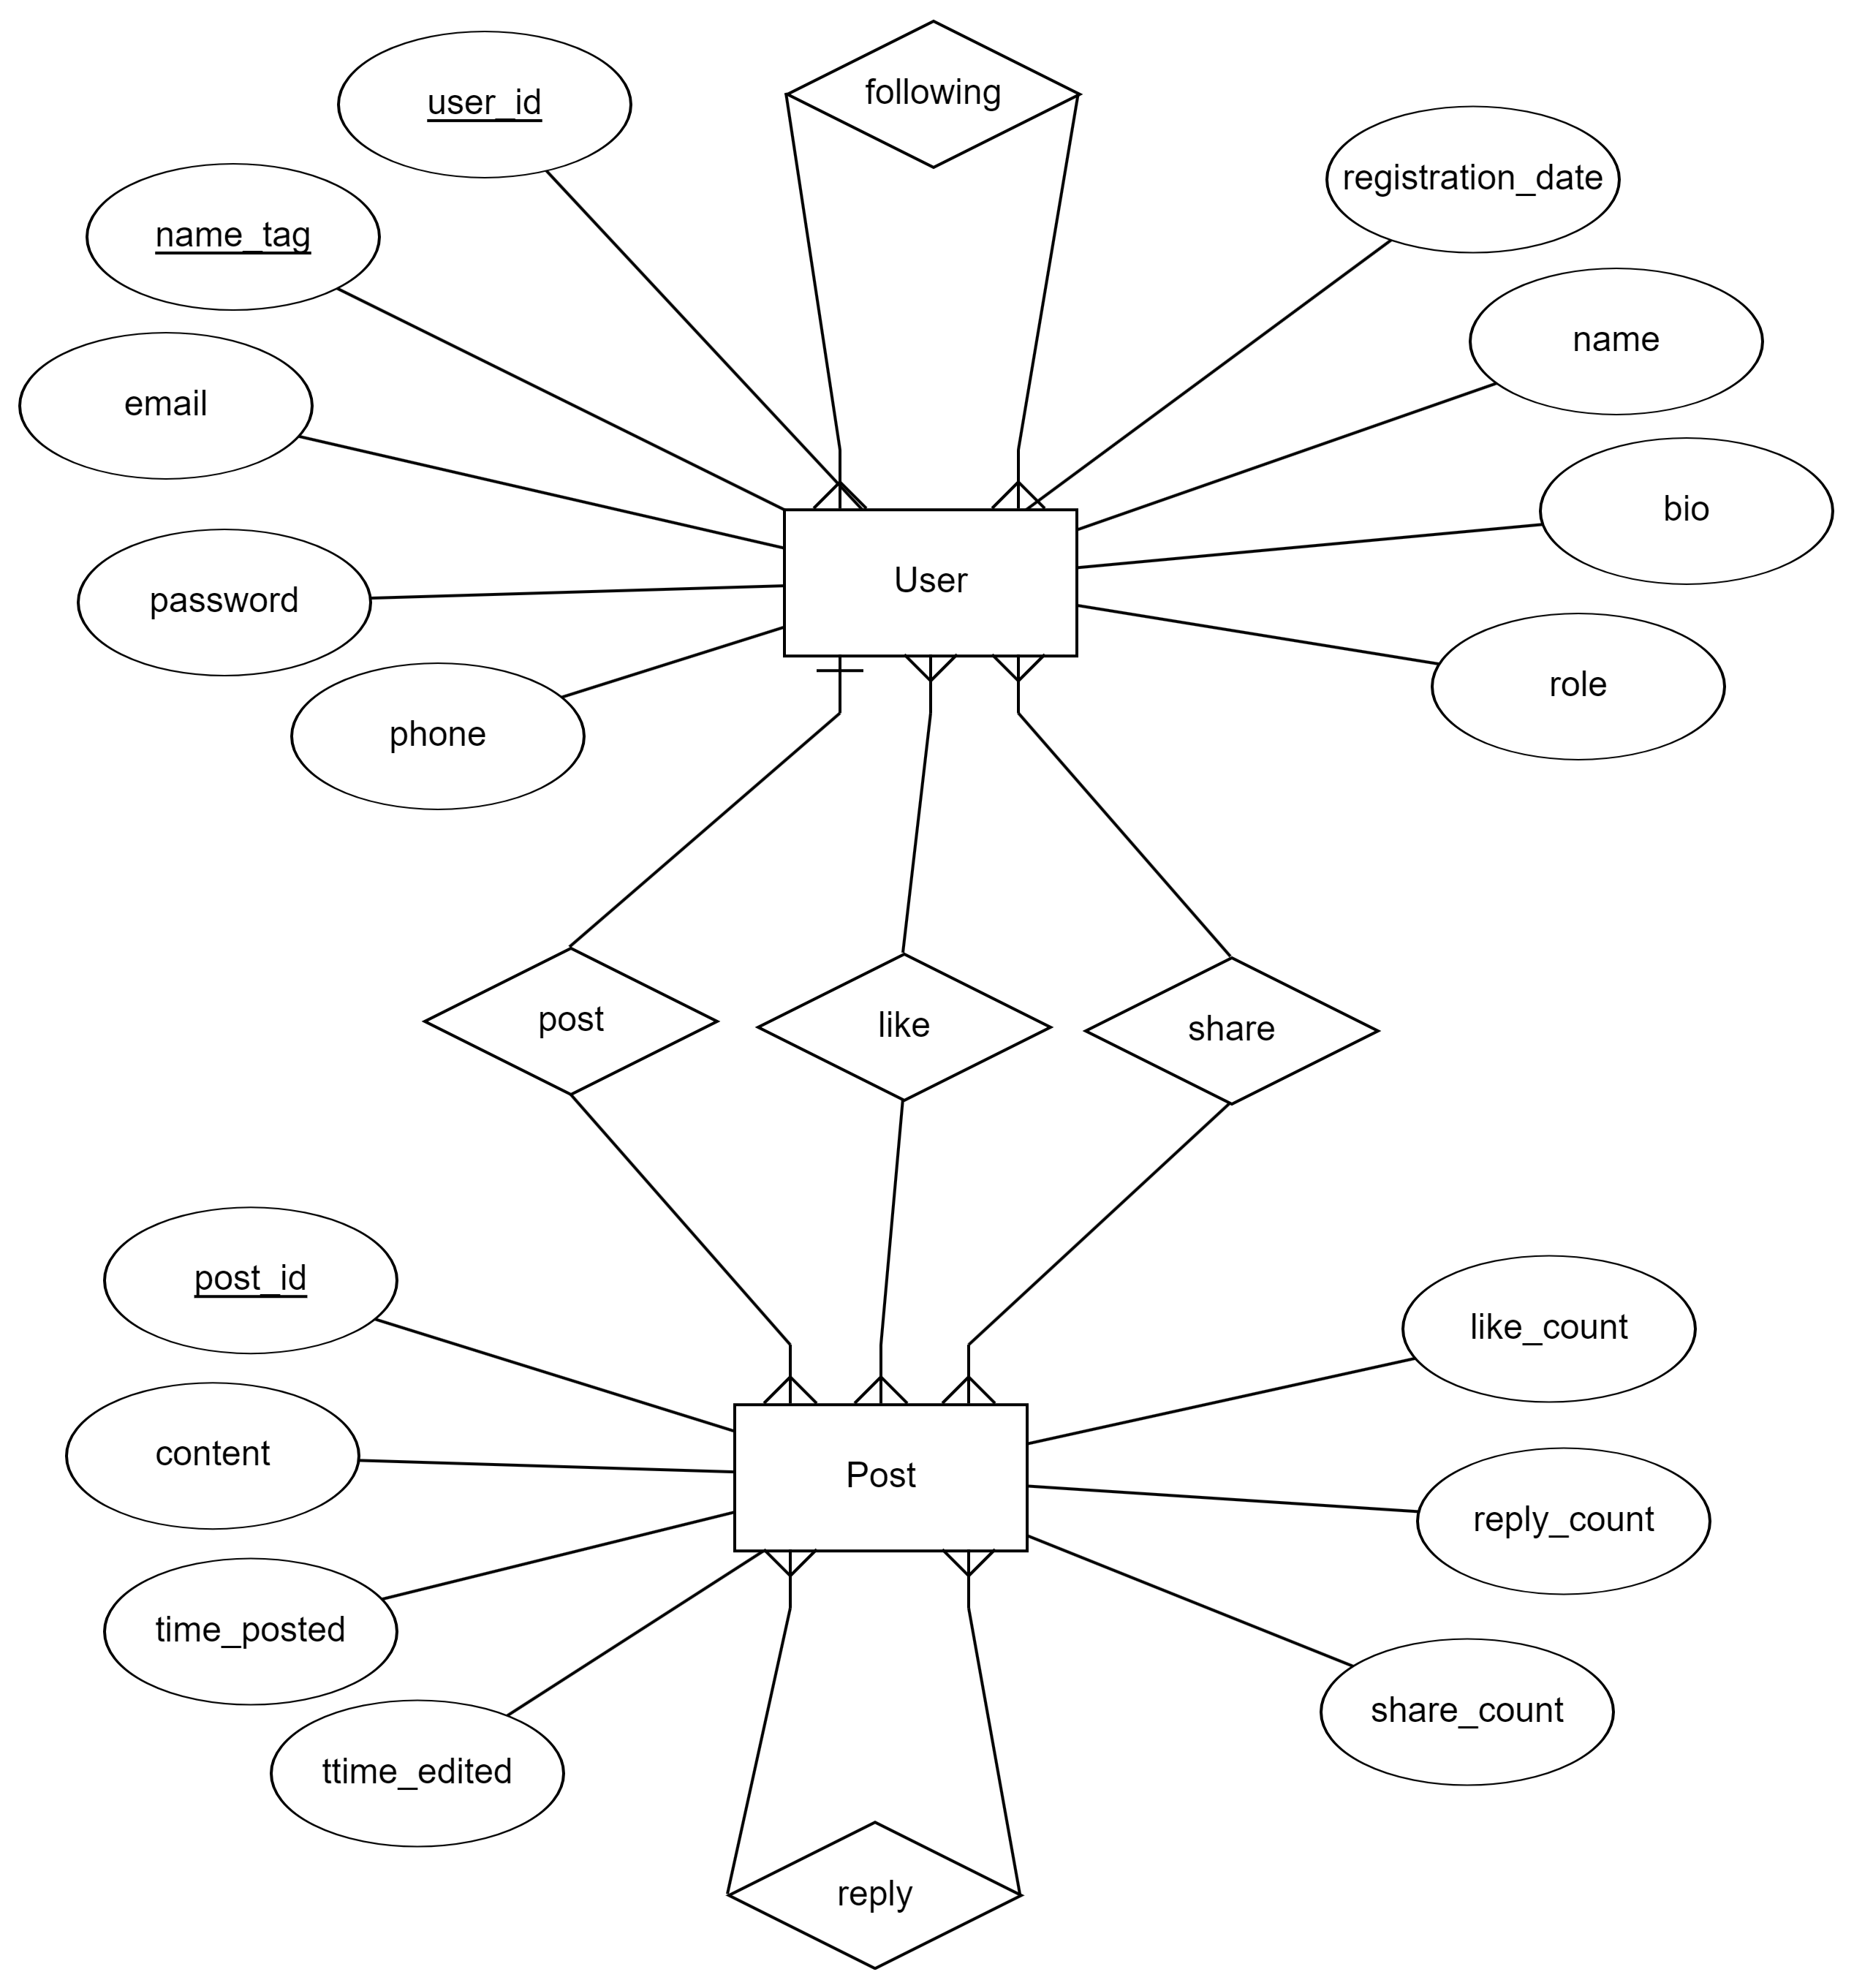 following
user_id
registration_date
name_tag
name
email
bio
User
password
role
phone
post
like
share
post_id
like_count
content
Post
reply_count
time_posted
share_count
ttime_edited
reply